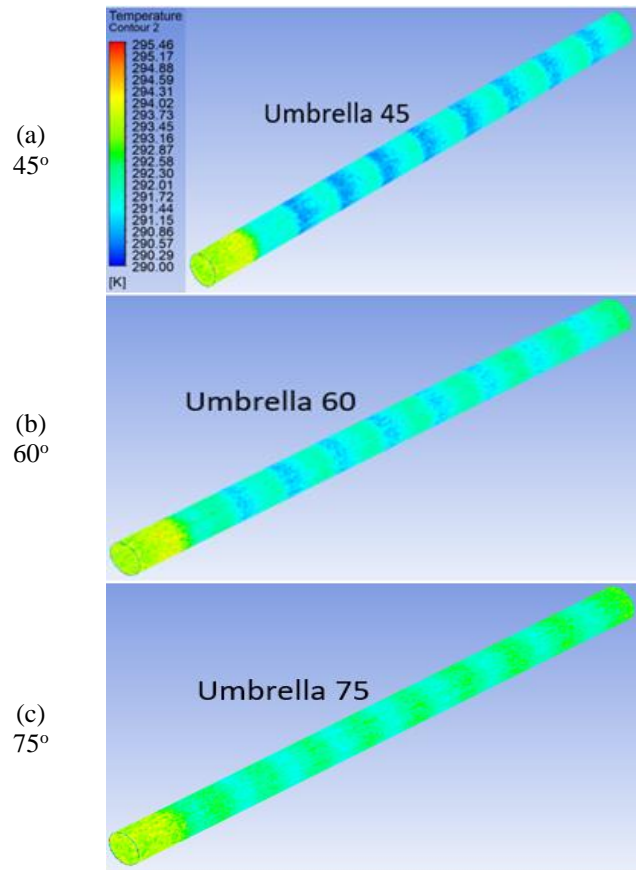 Temperature
Contour 2
295.46
295.17
294.88
294.59
294.31
294.02
293.73
293.45
293.16
292.87
292.58
292.30
292.01
291.72
291.44
291.15
290.86
290.57
290.29
290.00
[K]
(a)
45°
Umbrella 45
(b)
60°
Umbrella 60
(c)
75°
Umbrella 75